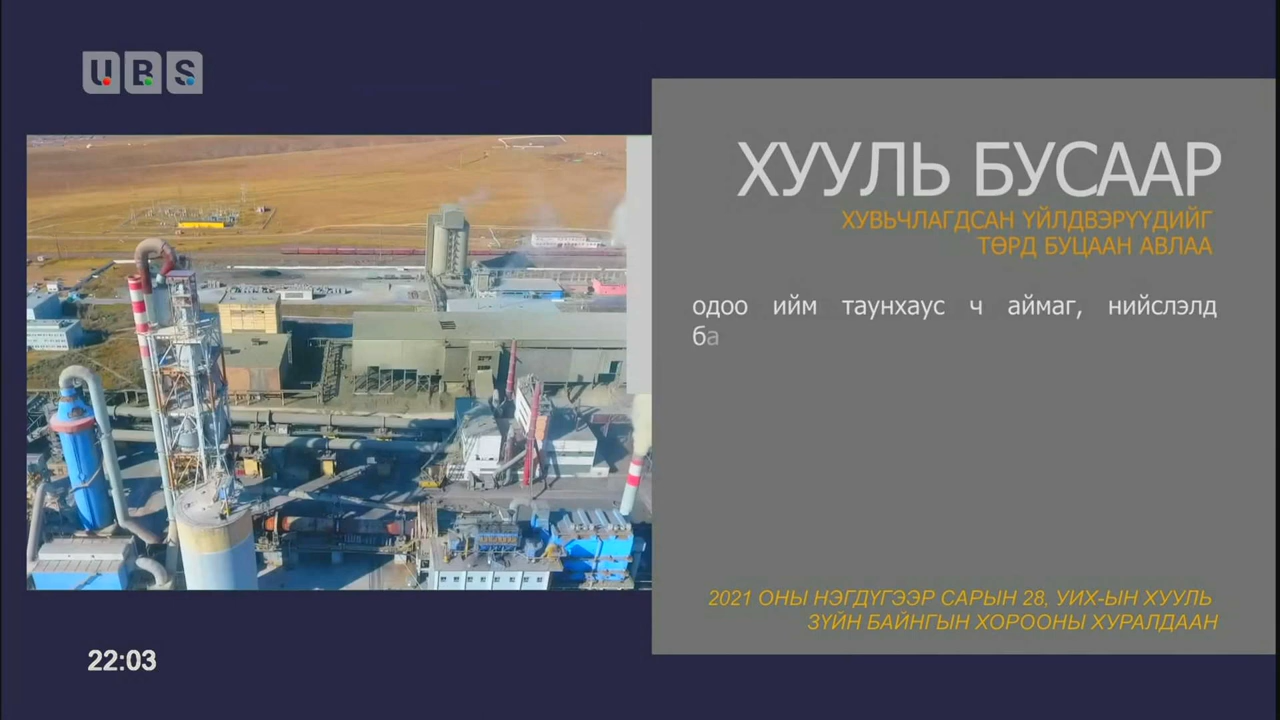 UBS
ХУУЛЬ БУСААР
ХУВЬЧЛАГДСАН ҮЙЛДВЭРҮҮДИЙГ
ТӨРД БУЦААН АВЛАА
одоо ийм таунхаус ч аймаг, нийслэлд
ба
2021 ОНЫ НЭГДҮГЭЭР САРЫН 28, УИХ-ЫН ХУУЛЬ
ЗҮЙН БАЙНГЫН ХОРООНЫ ХУРАЛДААН
22:03